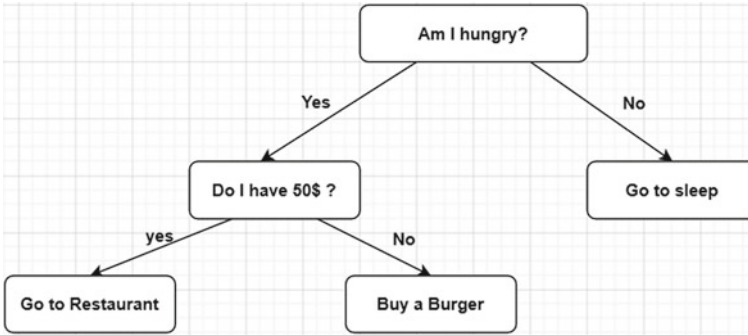 Am I hungry?
Yes
No
Do I have 50$ ?
Go to sleep
yes
No
Go to Restaurant
Buy a Burger